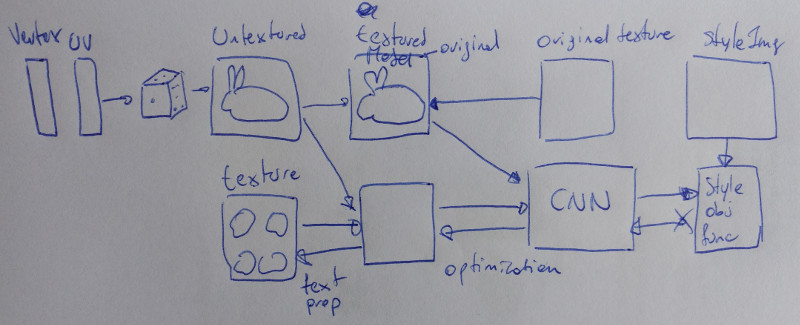 Vertex UV
Untextured
textured
Model
original
original texture
Style Img
texture
CNN
Style
obj
func
text
prop
optimization